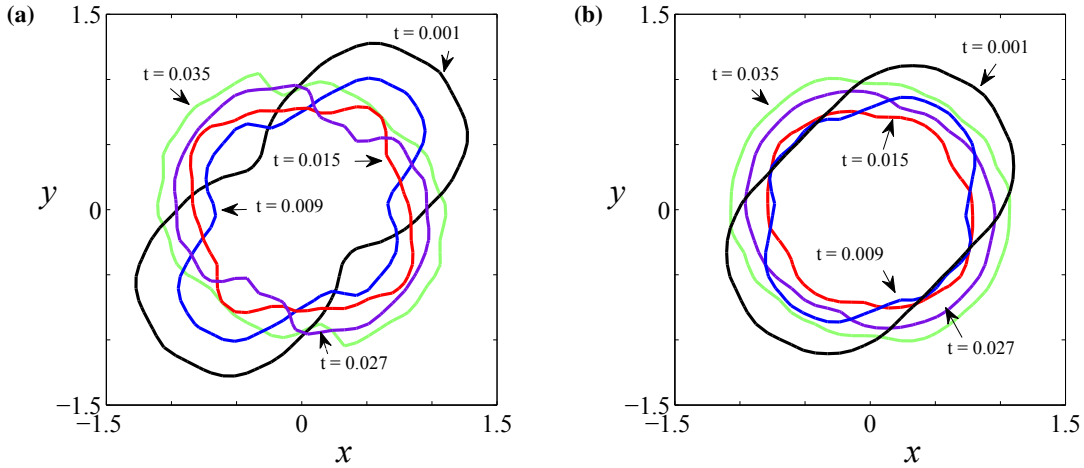 (a)
1.5
t = 0.001
t = 0.035
t = 0.015
y
0
t = 0.009
t = 0.027
−1.5
−1.5
0
1.5
x
(b)
1.5
t = 0.001
t = 0.035
t = 0.015
y
0
t = 0.009
t = 0.027
−1.5
−1.5
0
1.5
x